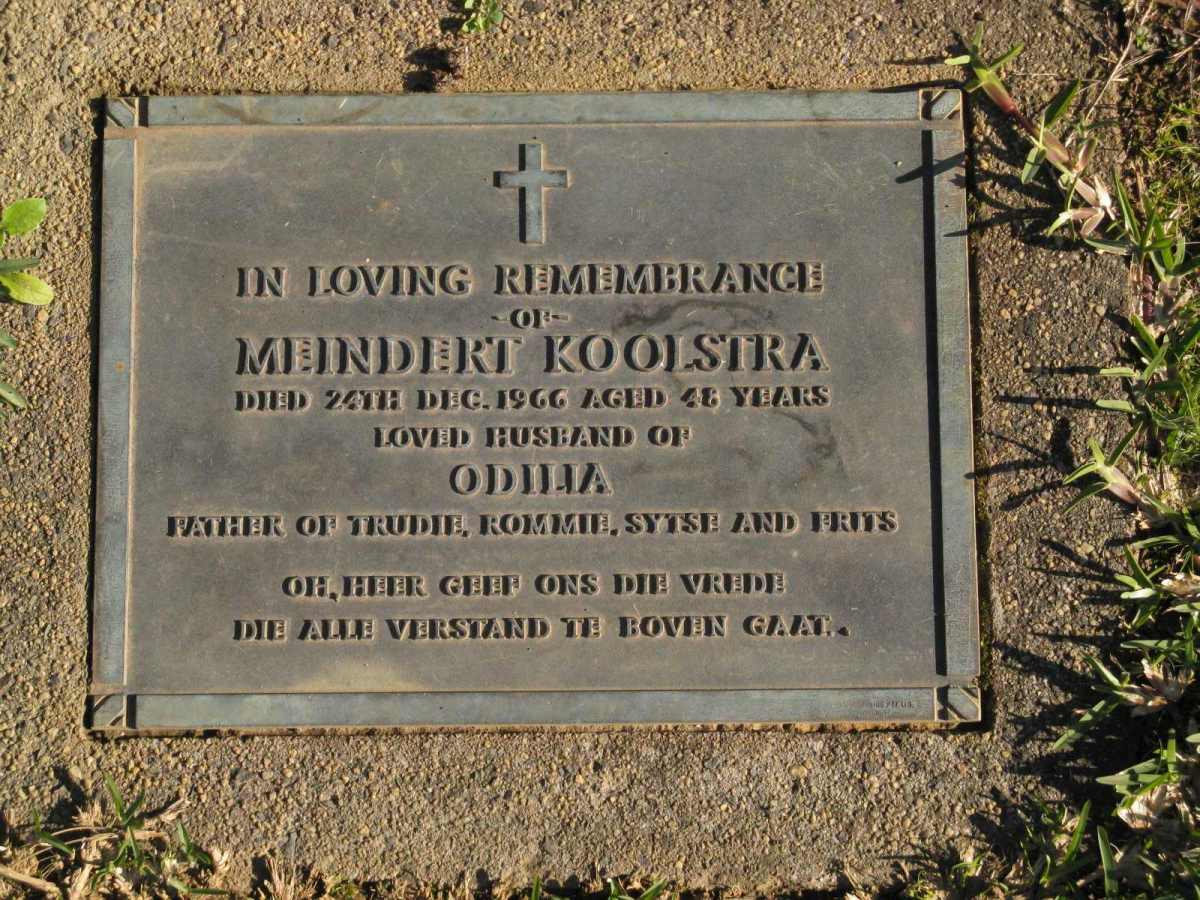 IN LOVING REMEMBRANCE
-OF-
MEINDERT KOOLSTRA
DIED 24TH DEC. 1966 AGED 48 YEARS
LOVED HUSBAND OF
ODILIA
FATHER OF TRUDIE, ROMMIE, SYTSE AND FRITS
OH, HEER GEEF ONS DIE VREDE
DIE ALLE VERSTAND TE BOVEN GAAT.